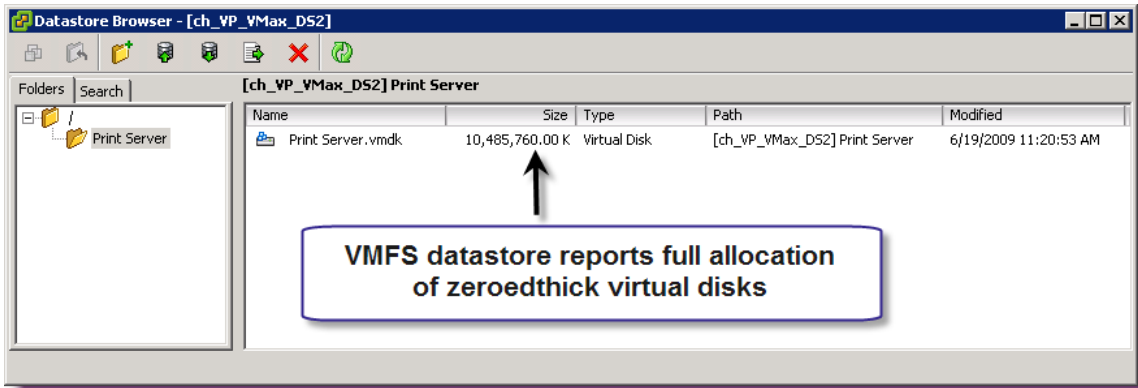 Datastore Browser - [ch_VP_VMax_DS2]
Folders Search
[ch_VP_VMax_DS2] Print Server
/
Print Server
Name Size Type Path Modified
Print Server.vmdk 10,485,760.00 K Virtual Disk [ch_VP_VMax_DS2] Print Server 6/19/2009 11:20:53 AM
VMFS datastore reports full allocation
of zeroedthick virtual disks